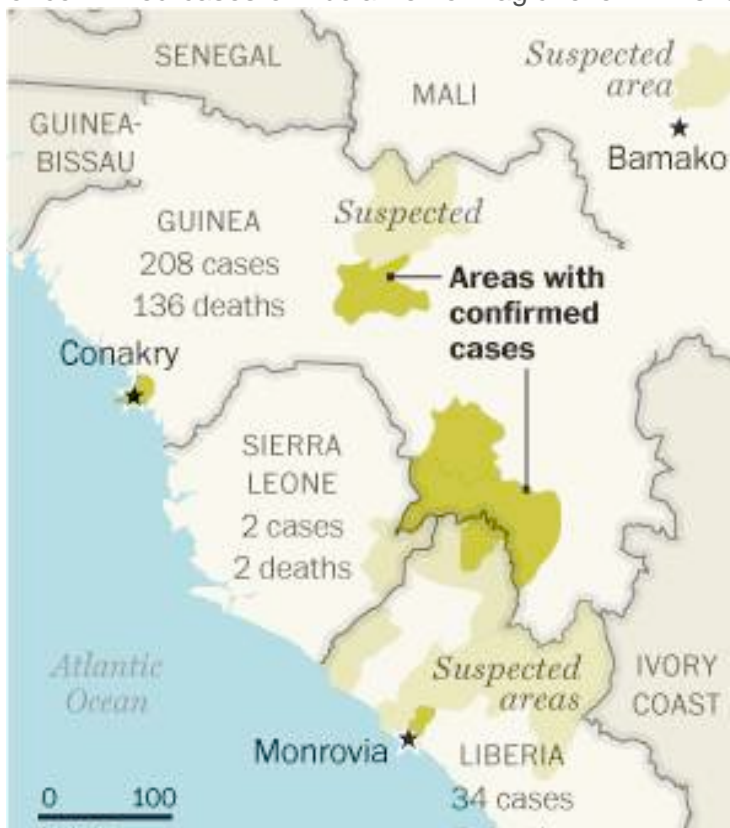 SENEGAL
Suspected
area
MALI
GUINEA-
BISSAU
Bamako
GUINEA
208 cases
136 deaths
Suspected
Areas with
confirmed
cases
Conakry
SIERRA
LEONE
2 cases
2 deaths
Atlantic
Ocean
Suspected
areas
IVORY
COAST
Monrovia
LIBERIA
34 cases
0 100